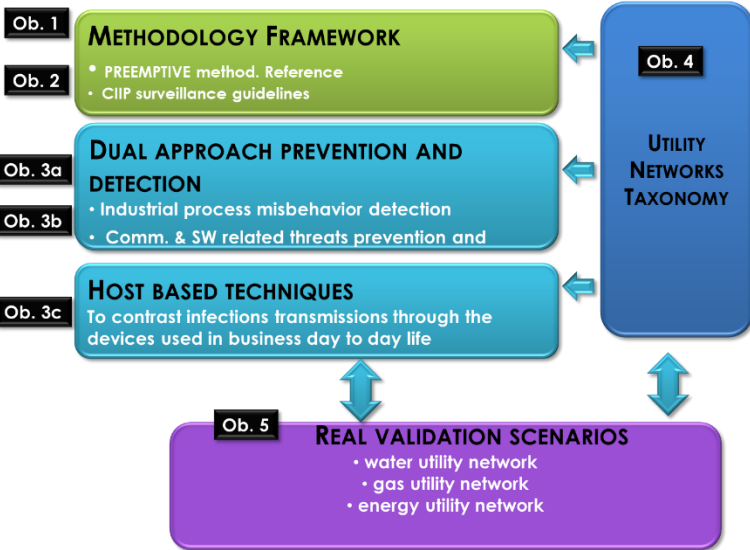 Ob. 1
METHODOLOGY FRAMEWORK
• PREEMPTIVE method. Reference
Ob. 2
• CIIP surveillance guidelines
Ob. 4
UTILITY
NETWORKS
TAXONOMY
DUAL APPROACH PREVENTION AND
DETECTION
Ob. 3a
• Industrial process misbehavior detection
Ob. 3b
• Comm. & SW related threats prevention and
HOST BASED TECHNIQUES
Ob. 3c
To contrast infections transmissions through the
devices used in business day to day life
Ob. 5
REAL VALIDATION SCENARIOS
• water utility network
• gas utility network
• energy utility network